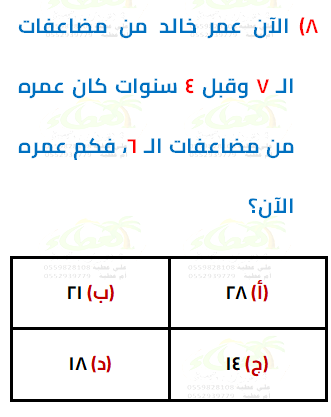 ٨) الآن عمر خالد من مضاعفات
الـ ٧ وقبل ٤ سنوات كان عمره
من مضاعفات الـ ٦، فكم عمره
الآن؟
(أ) ٢٨ (ب) ٢١
(ج) ١٤ (د) ١٨